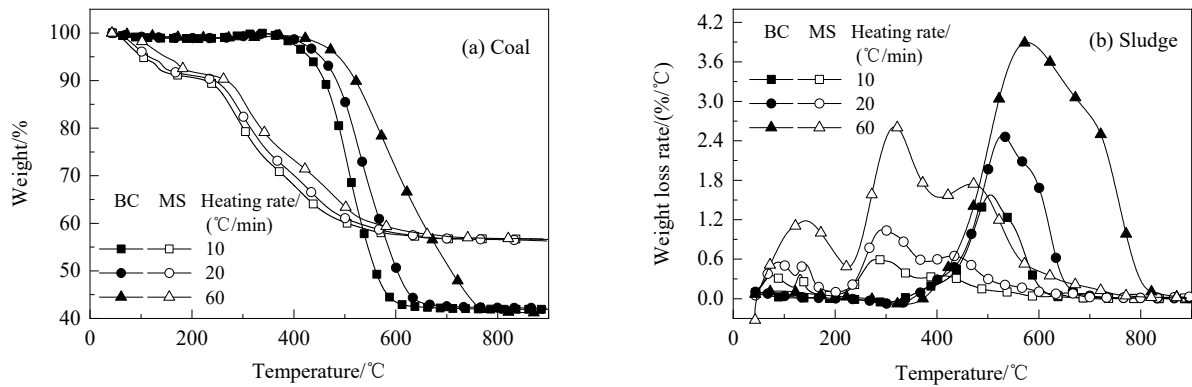 (a) Coal
Weight/%
100
90
80
70
60
50
40
BC MS Heating rate/
(℃/min)
10
20
60
0 200 400 600 800
Temperature/℃
(b) Sludge
Weight loss rate/(%/℃)
4.2
3.6
3.0
2.4
1.8
1.2
0.6
0.0
BC MS Heating rate/
(℃/min)
10
20
60
0 200 400 600 800
Temperature/℃